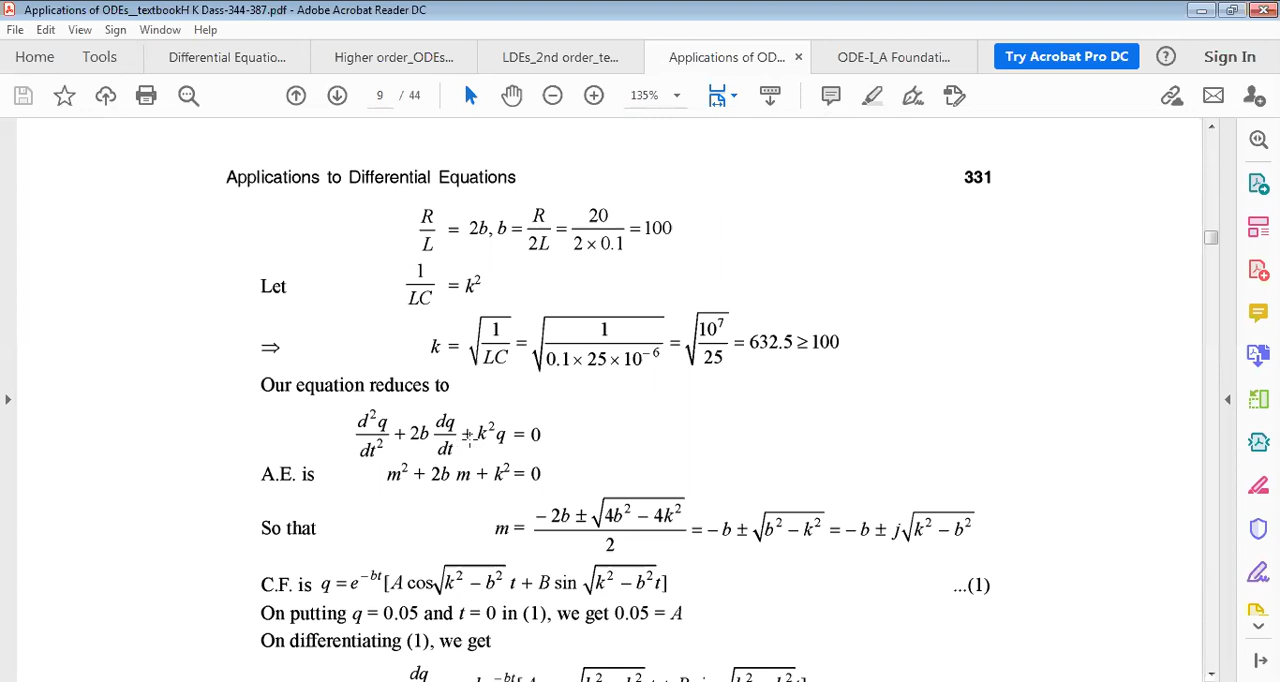 Applications of ODEs__textbookH K Dass-344-387.pdf - Adobe Acrobat Reader DC
File Edit View Sign Window Help
Home Tools Differential Equatio... Higher order_ODEs... LDEs_2nd order_te... Applications of OD... × ODE-I_A Foundati... Try Acrobat Pro DC ? Sign In
9 / 44 135%
Applications to Differential Equations 331
R/L = 2b, b = R/2L = 20/(2 × 0.1) = 100
Let 1/LC = k²
⇒ k = √(1/LC) = √(1/(0.1 × 25 × 10⁻⁶)) = √(10⁷/25) = 632.5 ≥ 100
Our equation reduces to
d²q/dt² + 2b dq/dt + k²q = 0
A.E. is m² + 2b m + k² = 0
So that m = (−2b ± √(4b² − 4k²))/2 = −b ± √(b² − k²) = −b ± j√(k² − b²)
C.F. is q = e⁻ᵇᵗ [A cos√(k² − b²) t + B sin √(k² − b² t)] ...(1)
On putting q = 0.05 and t = 0 in (1), we get 0.05 = A
On differentiating (1), we get
dq